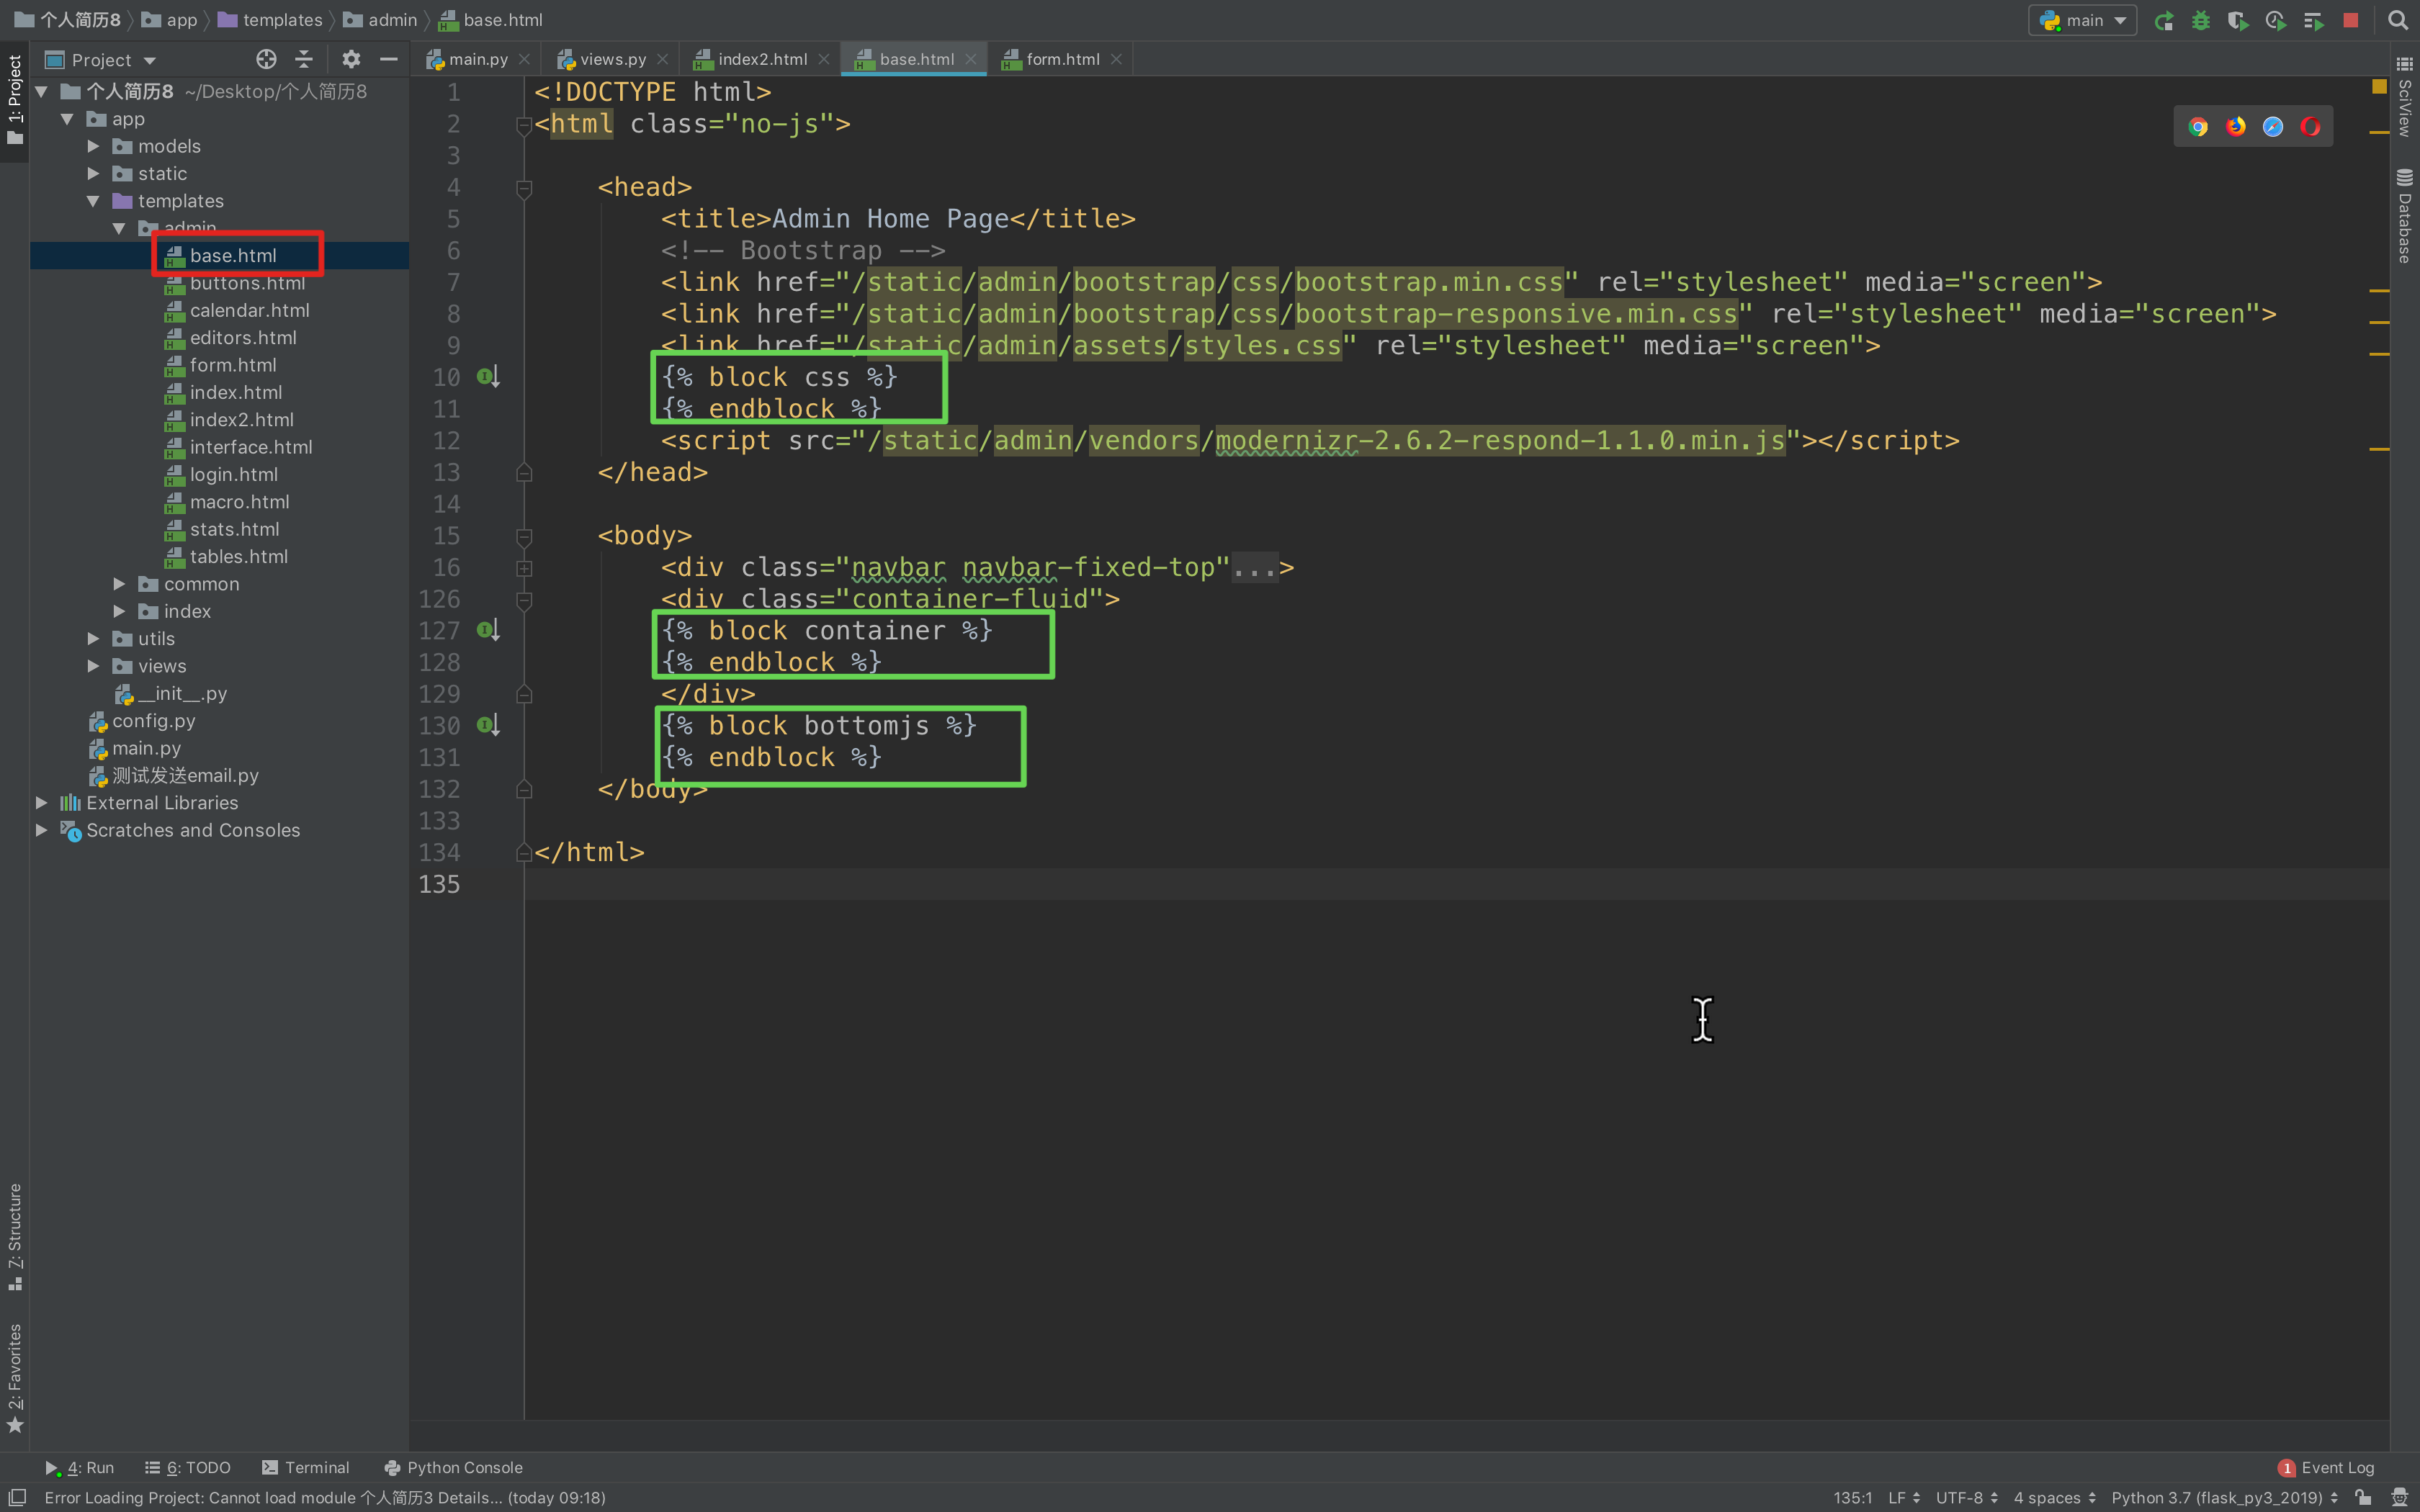 个人简历8 app templates admin base.html
main
Project
main.py views.py index2.html base.html form.html
1: Project
个人简历8 ~/Desktop/个人简历8
app
models
static
templates
admin
base.html
buttons.html
calendar.html
editors.html
form.html
index.html
index2.html
interface.html
login.html
macro.html
stats.html
tables.html
common
index
utils
views
__init__.py
config.py
main.py
测试发送email.py
External Libraries
Scratches and Consoles
1 <!DOCTYPE html>
2 <html class="no-js">
3
4 <head>
5 <title>Admin Home Page</title>
6 <!-- Bootstrap -->
7 <link href="/static/admin/bootstrap/css/bootstrap.min.css" rel="stylesheet" media="screen">
8 <link href="/static/admin/bootstrap/css/bootstrap-responsive.min.css" rel="stylesheet" media="screen">
9 <link href="/static/admin/assets/styles.css" rel="stylesheet" media="screen">
10 {% block css %}
11 {% endblock %}
12 <script src="/static/admin/vendors/modernizr-2.6.2-respond-1.1.0.min.js"></script>
13 </head>
14
15 <body>
16 <div class="navbar navbar-fixed-top"...>
126 <div class="container-fluid">
127 {% block container %}
128 {% endblock %}
129 </div>
130 {% block bottomjs %}
131 {% endblock %}
132 </body>
133
134 </html>
135
SciView
Database
7: Structure
2: Favorites
4: Run 6: TODO Terminal Python Console 1 Event Log
Error Loading Project: Cannot load module 个人简历3 Details... (today 09:18) 135:1 LF UTF-8 4 spaces Python 3.7 (flask_py3_2019)